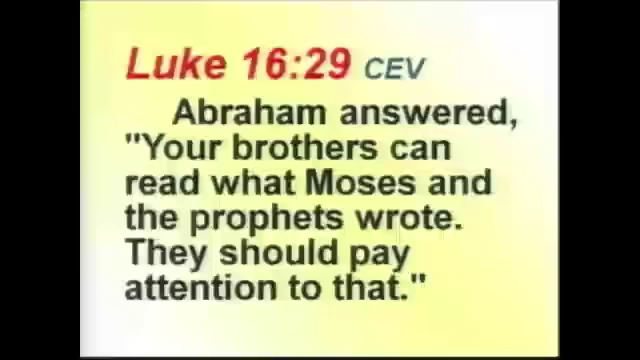 Luke 16:29 CEV
Abraham answered,
"Your brothers can
read what Moses and
the prophets wrote.
They should pay
attention to that."